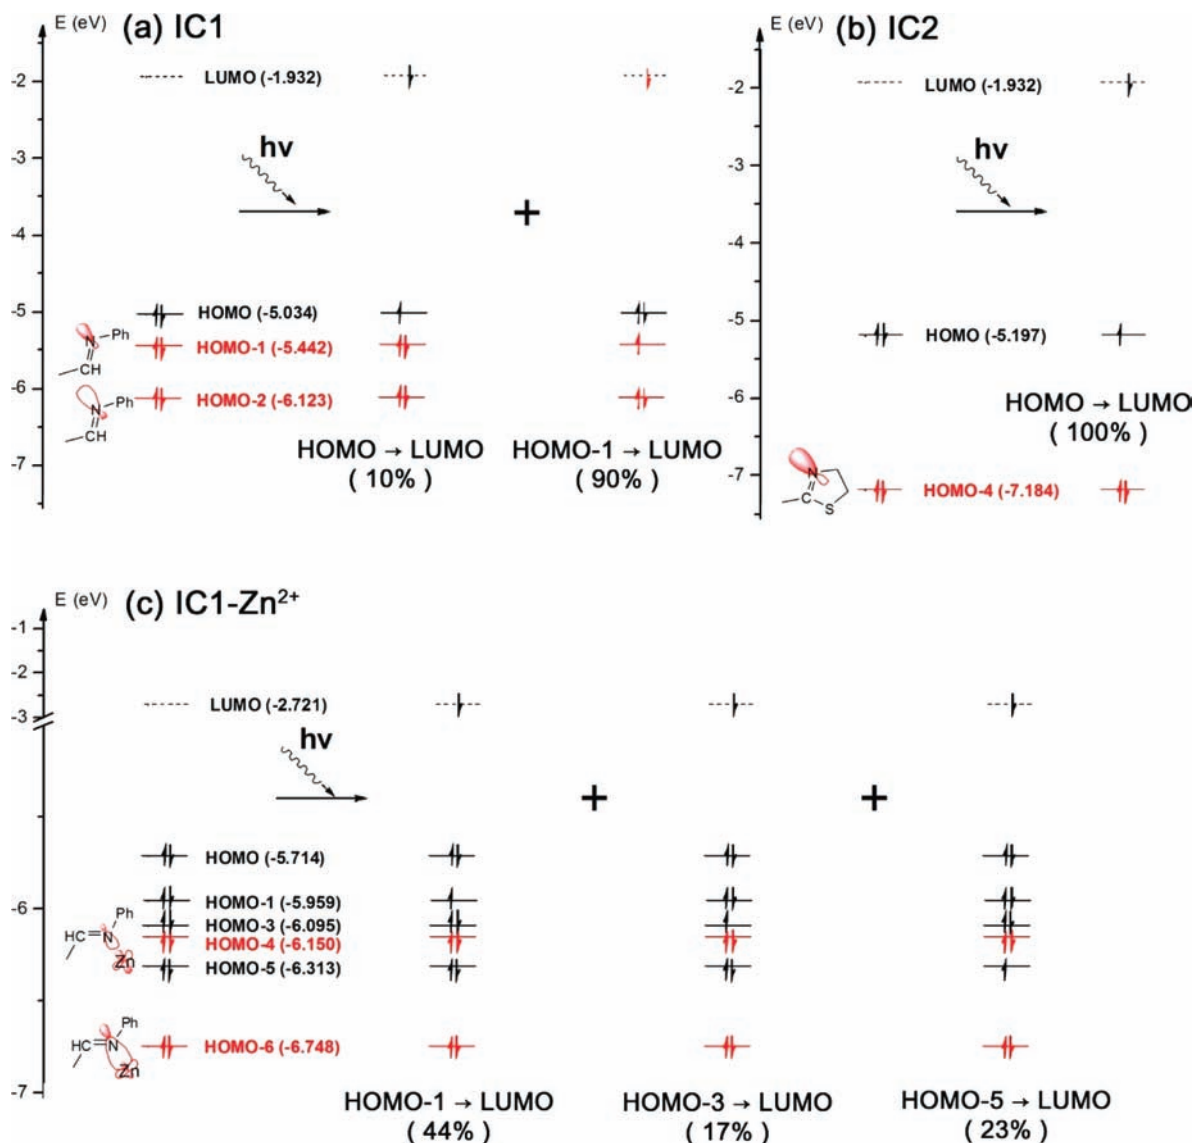 E (eV) (a) IC1
-2
-3
-4
-5
-6
-7
LUMO (-1.932)
hv
+
HOMO (-5.034)
HOMO-1 (-5.442)
HOMO-2 (-6.123)
N Ph
CH
N Ph
CH
HOMO → LUMO
( 10% )
HOMO-1 → LUMO
( 90% )
E (eV) (b) IC2
-2
-3
-4
-5
-6
-7
LUMO (-1.932)
hv
HOMO (-5.197)
HOMO → LUMO
( 100% )
HOMO-4 (-7.184)
N
C
S
E (eV) (c) IC1-Zn²⁺
-1
-2
-3
-6
-7
LUMO (-2.721)
hv
+
+
HOMO (-5.714)
HOMO-1 (-5.959)
HOMO-3 (-6.095)
HOMO-4 (-6.150)
HOMO-5 (-6.313)
HOMO-6 (-6.748)
Ph
HC=N
Zn
Ph
HC=N
Zn
HOMO-1 → LUMO
( 44% )
HOMO-3 → LUMO
( 17% )
HOMO-5 → LUMO
( 23% )